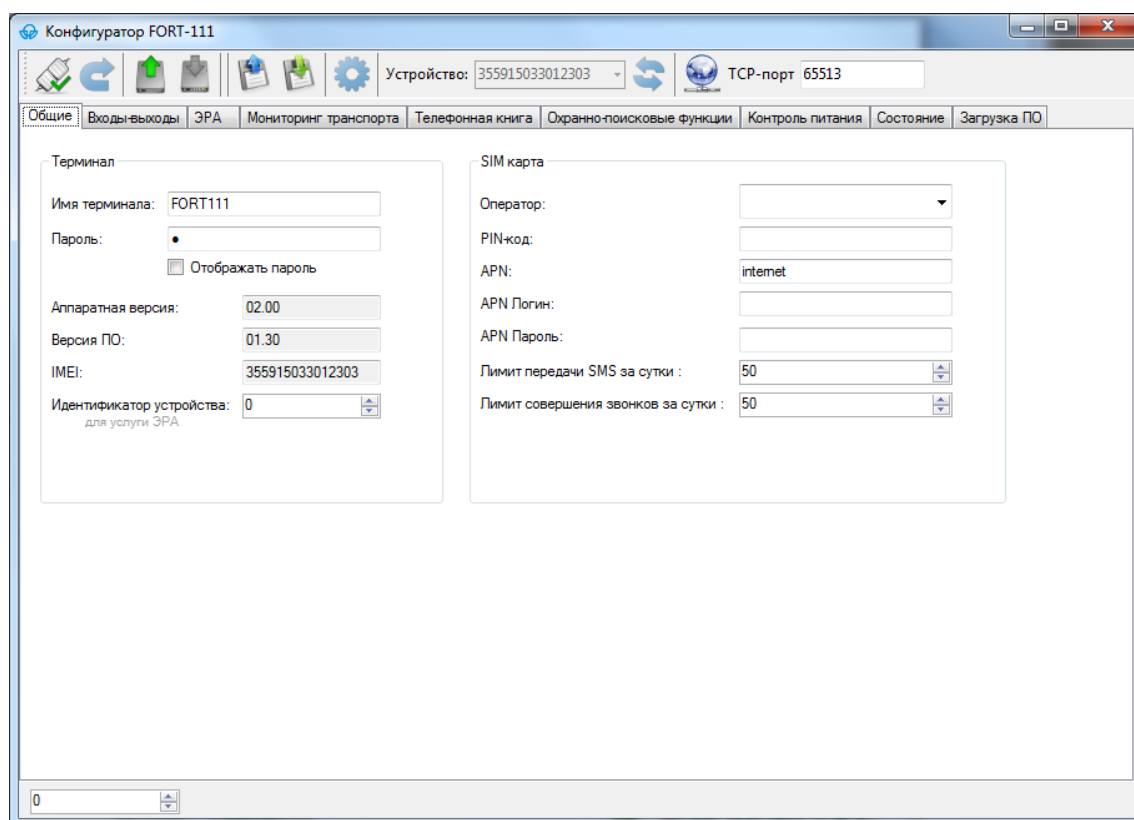 Конфигуратор FORT-111
Устройство: 355915033012303 TCP-порт 65513
Общие Входы-выходы ЭРА Мониторинг транспорта Телефонная книга Охранно-поисковые функции Контроль питания Состояние Загрузка ПО
Терминал
Имя терминала: FORT111
Пароль: •
Отображать пароль
Аппаратная версия: 02.00
Версия ПО: 01.30
IMEI: 355915033012303
Идентификатор устройства: 0
для услуги ЭРА
SIM карта
Оператор:
PIN-код:
APN: internet
APN Логин:
APN Пароль:
Лимит передачи SMS за сутки : 50
Лимит совершения звонков за сутки : 50
0